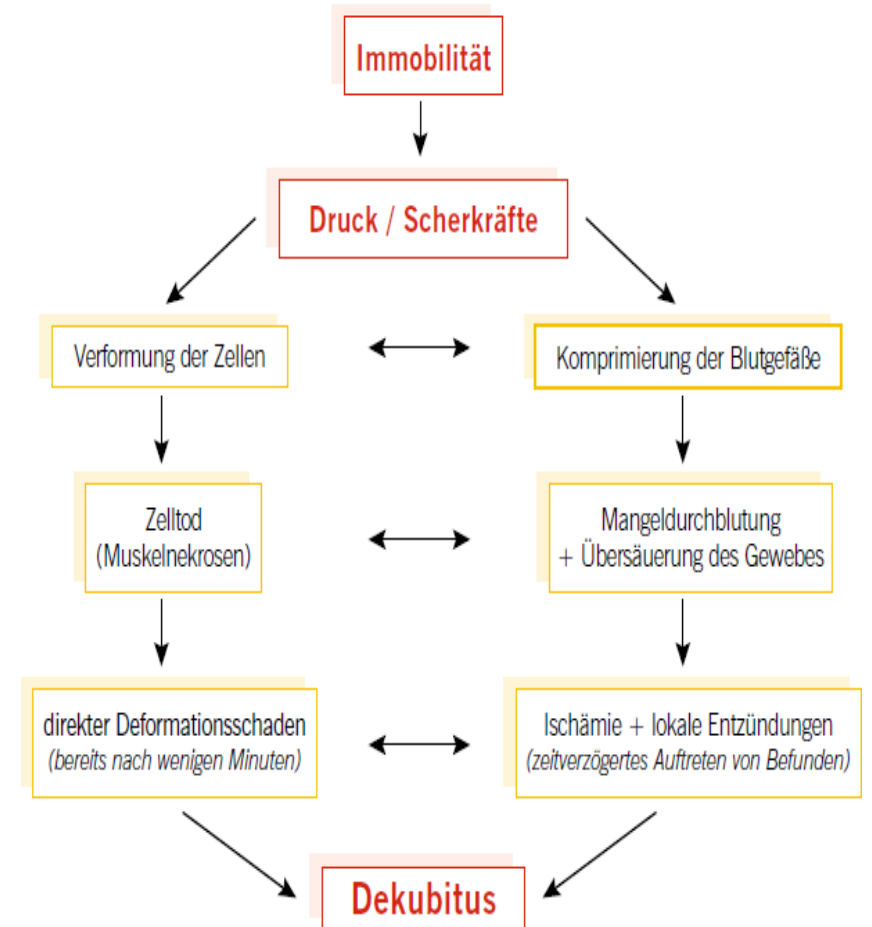 Immobilität
Druck / Scherkräfte
Verformung der Zellen
Komprimierung der Blutgefäße
Zelltod
(Muskelnekrosen)
Mangeldurchblutung
+ Übersäuerung des Gewebes
direkter Deformationsschaden
(bereits nach wenigen Minuten)
Ischämie + lokale Entzündungen
(zeitverzögertes Auftreten von Befunden)
Dekubitus